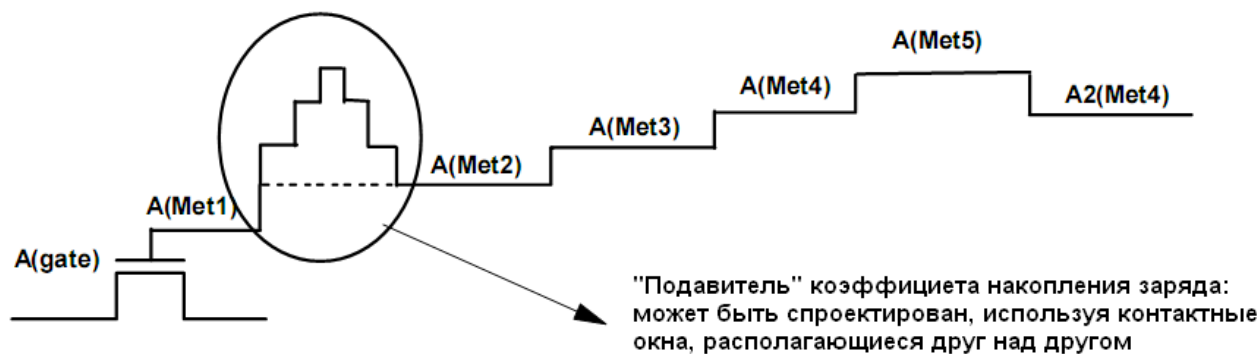 A(Met5)
A(Met4)
A2(Met4)
A(Met3)
A(Met2)
A(Met1)
A(gate)
"Подавитель" коэффициета накопления заряда:
может быть спроектирован, используя контактные
окна, располагающиеся друг над другом